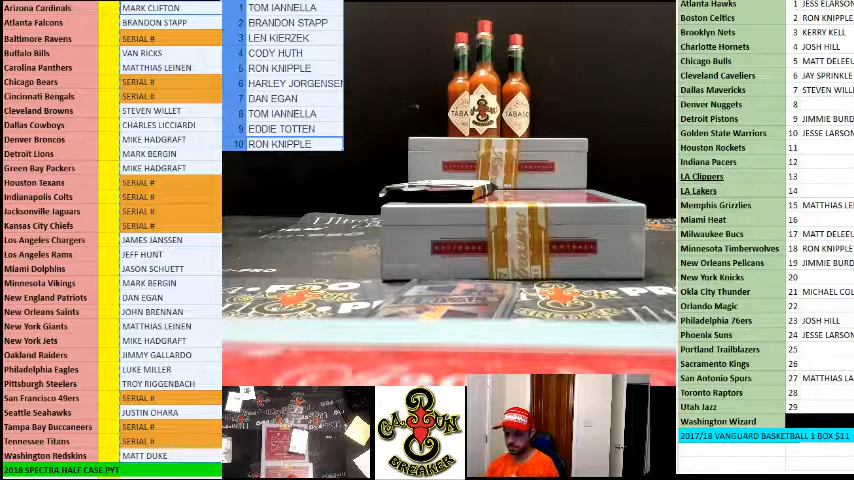 Arizona Cardinals MARK CLIFTON
Atlanta Falcons BRANDON STAPP
Baltimore Ravens SERIAL #
Buffalo Bills VAN RICKS
Carolina Panthers MATTHIAS LEINEN
Chicago Bears SERIAL #
Cincinnati Bengals SERIAL #
Cleveland Browns STEVEN WILLET
Dallas Cowboys CHARLES LICCIARDI
Denver Broncos MIKE HADGRAFT
Detroit Lions MARK BERGIN
Green Bay Packers MIKE HADGRAFT
Houston Texans SERIAL #
Indianapolis Colts SERIAL #
Jacksonville Jaguars SERIAL #
Kansas City Chiefs SERIAL #
Los Angeles Chargers JAMES JANSSEN
Los Angeles Rams JEFF HUNT
Miami Dolphins JASON SCHUETT
Minnesota Vikings MARK BERGIN
New England Patriots DAN EGAN
New Orleans Saints JOHN BRENNAN
New York Giants MATTHIAS LEINEN
New York Jets MIKE HADGRAFT
Oakland Raiders JIMMY GALLARDO
Philadelphia Eagles LUKE MILLER
Pittsburgh Steelers TROY RIGGENBACH
San Francisco 49ers SERIAL #
Seattle Seahawks JUSTIN OHARA
Tampa Bay Buccaneers SERIAL #
Tennessee Titans SERIAL #
Washington Redskins MATT DUKE
2018 SPECTRA HALF CASE PYT
1 TOM IANNELLA
2 BRANDON STAPP
3 LEN KIERZEK
4 CODY HUTH
5 RON KNIPPLE
6 HARLEY JORGENSEN
7 DAN EGAN
8 TOM IANNELLA
9 EDDIE TOTTEN
10 RON KNIPPLE
TABA
TABASC
CAJUN
BREAKER
Atlanta Hawks 1 JESS ELARSON
Boston Celtics 2 RON KNIPPLE
Brooklyn Nets 3 KERRY KELL
Charlotte Hornets 4 JOSH HILL
Chicago Bulls 5 MATT DELEEU
Cleveland Cavaliers 6 JAY SPRINKLE
Dallas Mavericks 7 STEVEN WILL
Denver Nuggets 8
Detroit Pistons 9 JIMMIE BURD
Golden State Warriors 10 JESSE LARSON
Houston Rockets 11
Indiana Pacers 12
LA Clippers 13
LA Lakers 14
Memphis Grizzlies 15 MATTHIAS LE
Miami Heat 16
Milwaukee Bucs 17 MATT DELEEU
Minnesota Timberwolves 18 RON KNIPPLE
New Orleans Pelicans 19 JIMMIE BURD
New York Knicks 20
Okla City Thunder 21 MICHAEL COL
Orlando Magic 22
Philadelphia 76ers 23 JOSH HILL
Phoenix Suns 24 JESSE LARSON
Portland Trailblazers 25
Sacramento Kings 26
San Antonio Spurs 27 MATTHIAS LA
Toronto Raptors 28
Utah Jazz 29
Washington Wizard
2017/18 VANGUARD BASKETBALL 1 BOX $11